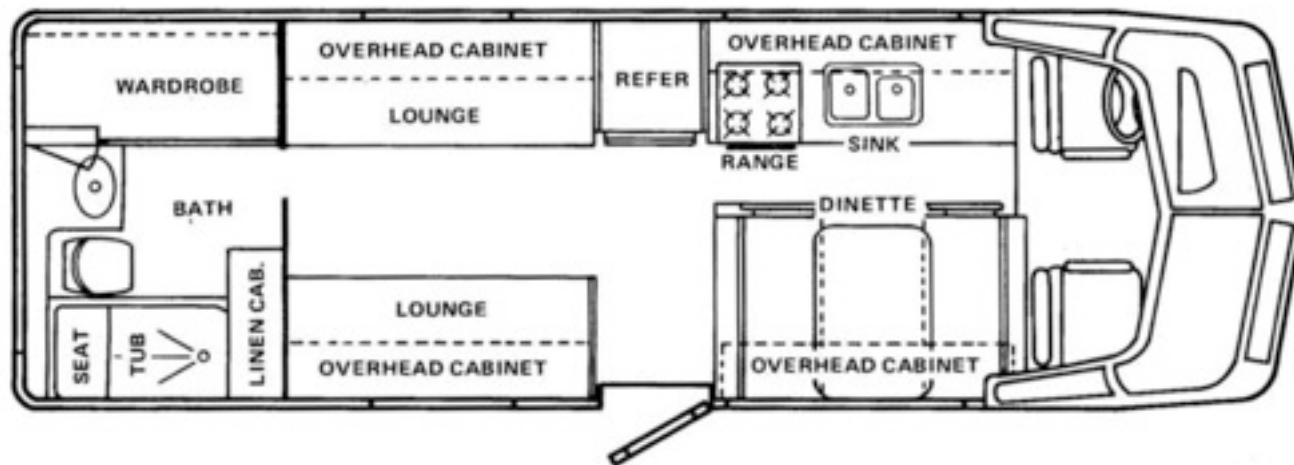 OVERHEAD CABINET
OVERHEAD CABINET
WARDROBE
REFER
LOUNGE
SINK
RANGE
BATH
DINETTE
LINEN CAB.
LOUNGE
SEAT
TUB
OVERHEAD CABINET
OVERHEAD CABINET